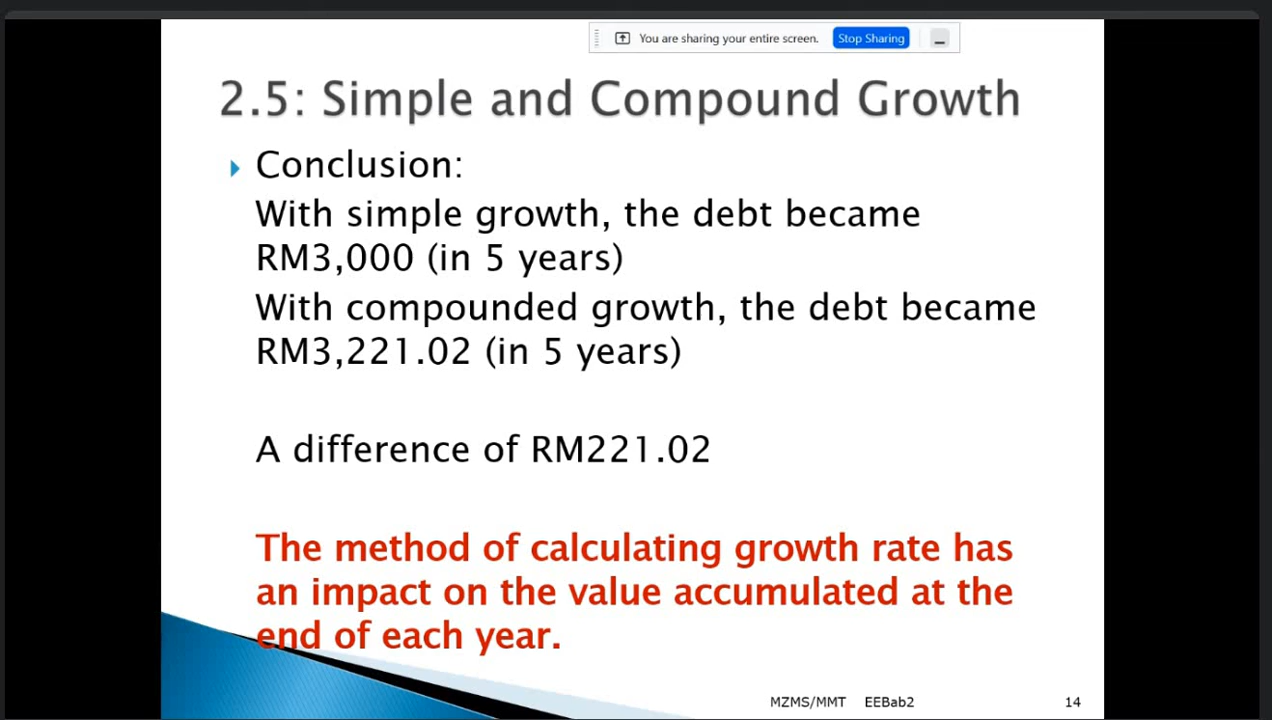 You are sharing your entire screen. Stop Sharing
2.5: Simple and Compound Growth
Conclusion:
With simple growth, the debt became
RM3,000 (in 5 years)
With compounded growth, the debt became
RM3,221.02 (in 5 years)
A difference of RM221.02
The method of calculating growth rate has
an impact on the value accumulated at the
end of each year.
MZMS/MMT EEBab2 14